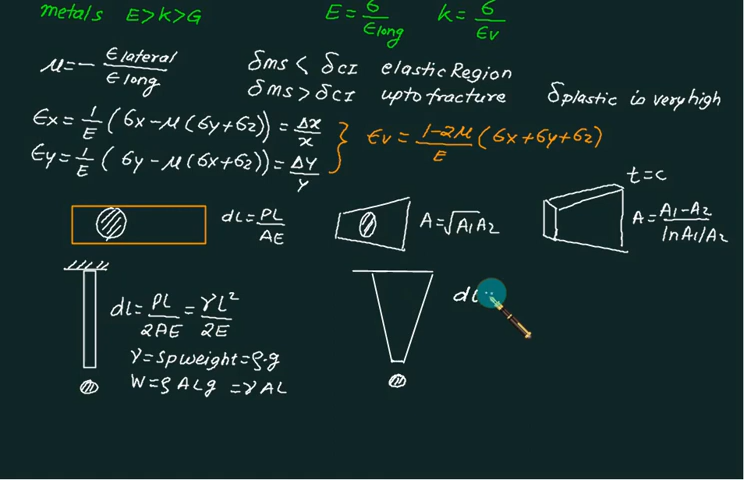 metals E>K>G E=σ/ϵlong k=σ/ϵv
μ=-ϵlateral/ϵlong δms<δcI elastic Region
δms>δcI upto fracture δplastic is very high
ϵx=1/E(σx-μ(σy+σz))=Δx/x
ϵy=1/E(σy-μ(σx+σz))=Δy/y } ϵv=1-2μ/E(σx+σy+σz)
t=c
dL=PL/AE A=√A1A2 A=A1-A2/lnA1/A2
dL=PL/2AE=γL²/2E dL=
γ=sp weight=ρ.g
W=ρALg=γAL